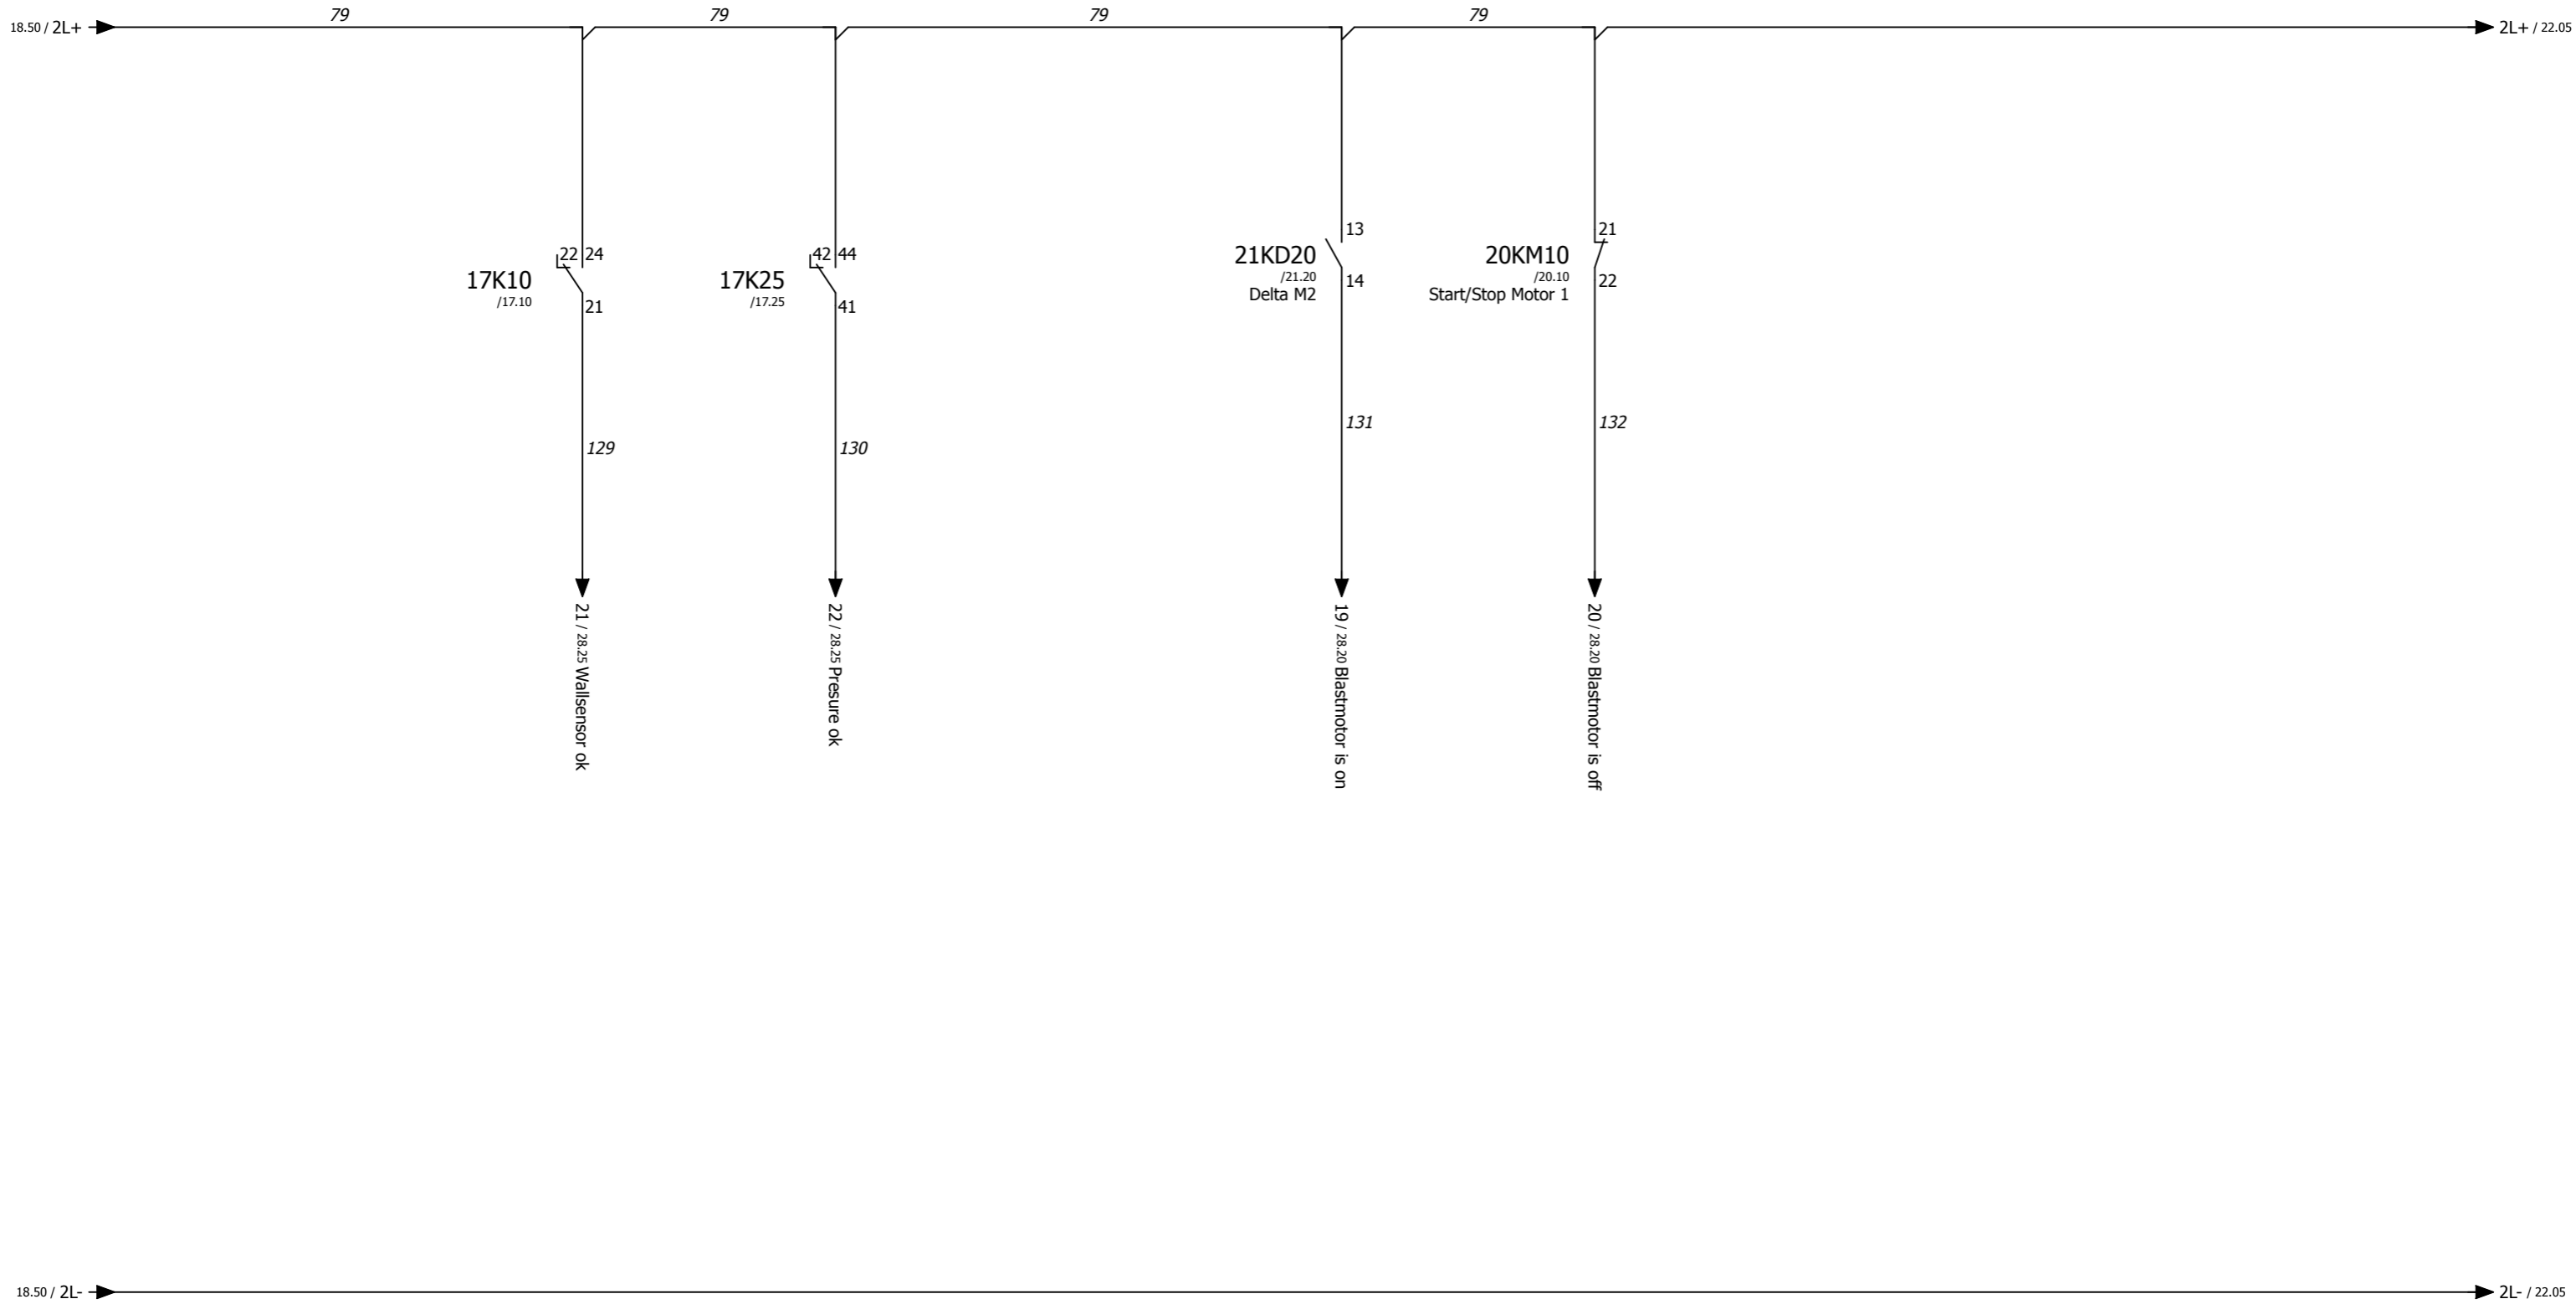 79 79 79 79
18.50 / 2L+ 2L+ / 22.05
13 21
22 24 42 44 21KD20 20KM10
17K10 17K25 /21.20 /20.10
/17.10 /17.25 Delta M2 14 Start/Stop Motor 1 22
21 41
131 132
129 130
21 / 28.25 Wallsensor ok
22 / 28.25 Presure ok
19 / 28.20 Blastmotor is on
20 / 28.20 Blastmotor is off
18.50 / 2L- 2L- / 22.05